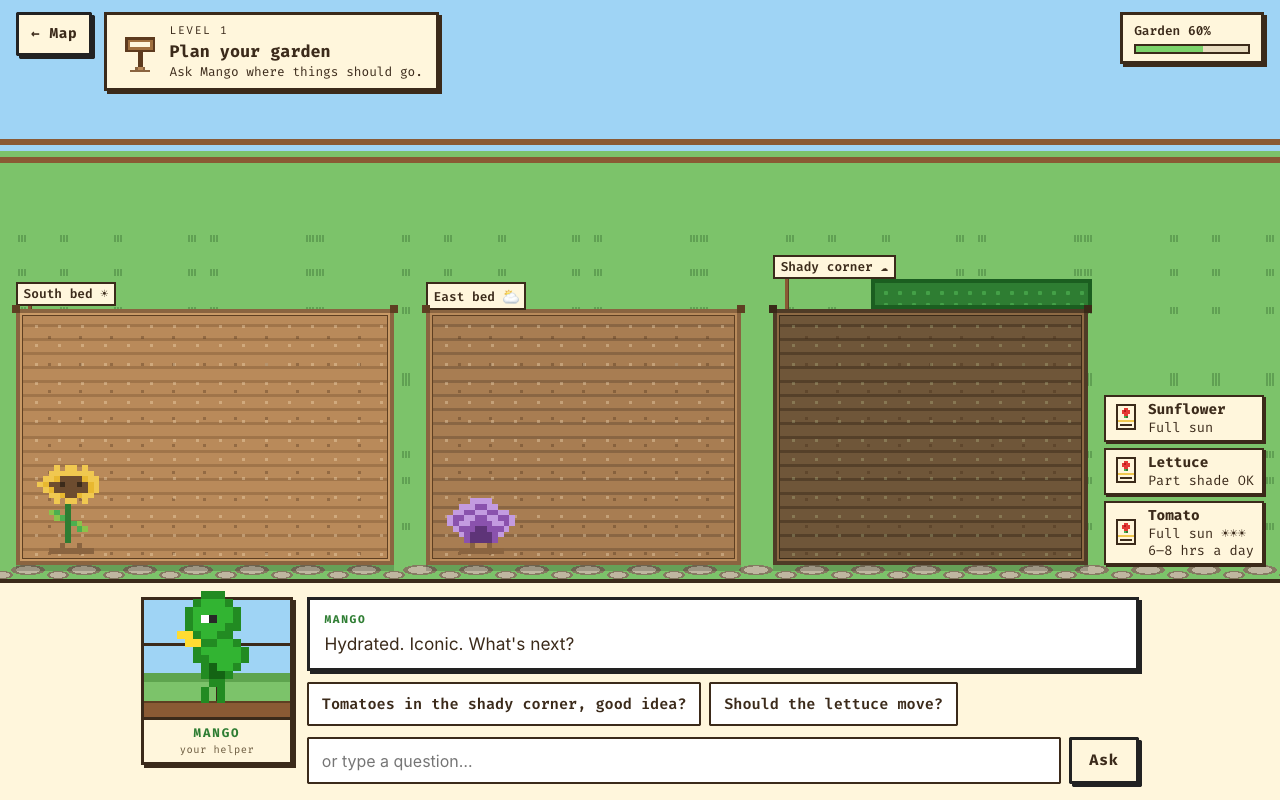 ← Map
LEVEL 1
Plan your garden
Ask Mango where things should go.
Garden 60%
South bed ☀
East bed ⛅
Shady corner ☁
Sunflower
Full sun
Lettuce
Part shade OK
Tomato
Full sun ☀☀☀
6–8 hrs a day
MANGO
your helper
MANGO
Hydrated. Iconic. What's next?
Tomatoes in the shady corner, good idea?
Should the lettuce move?
or type a question...
Ask